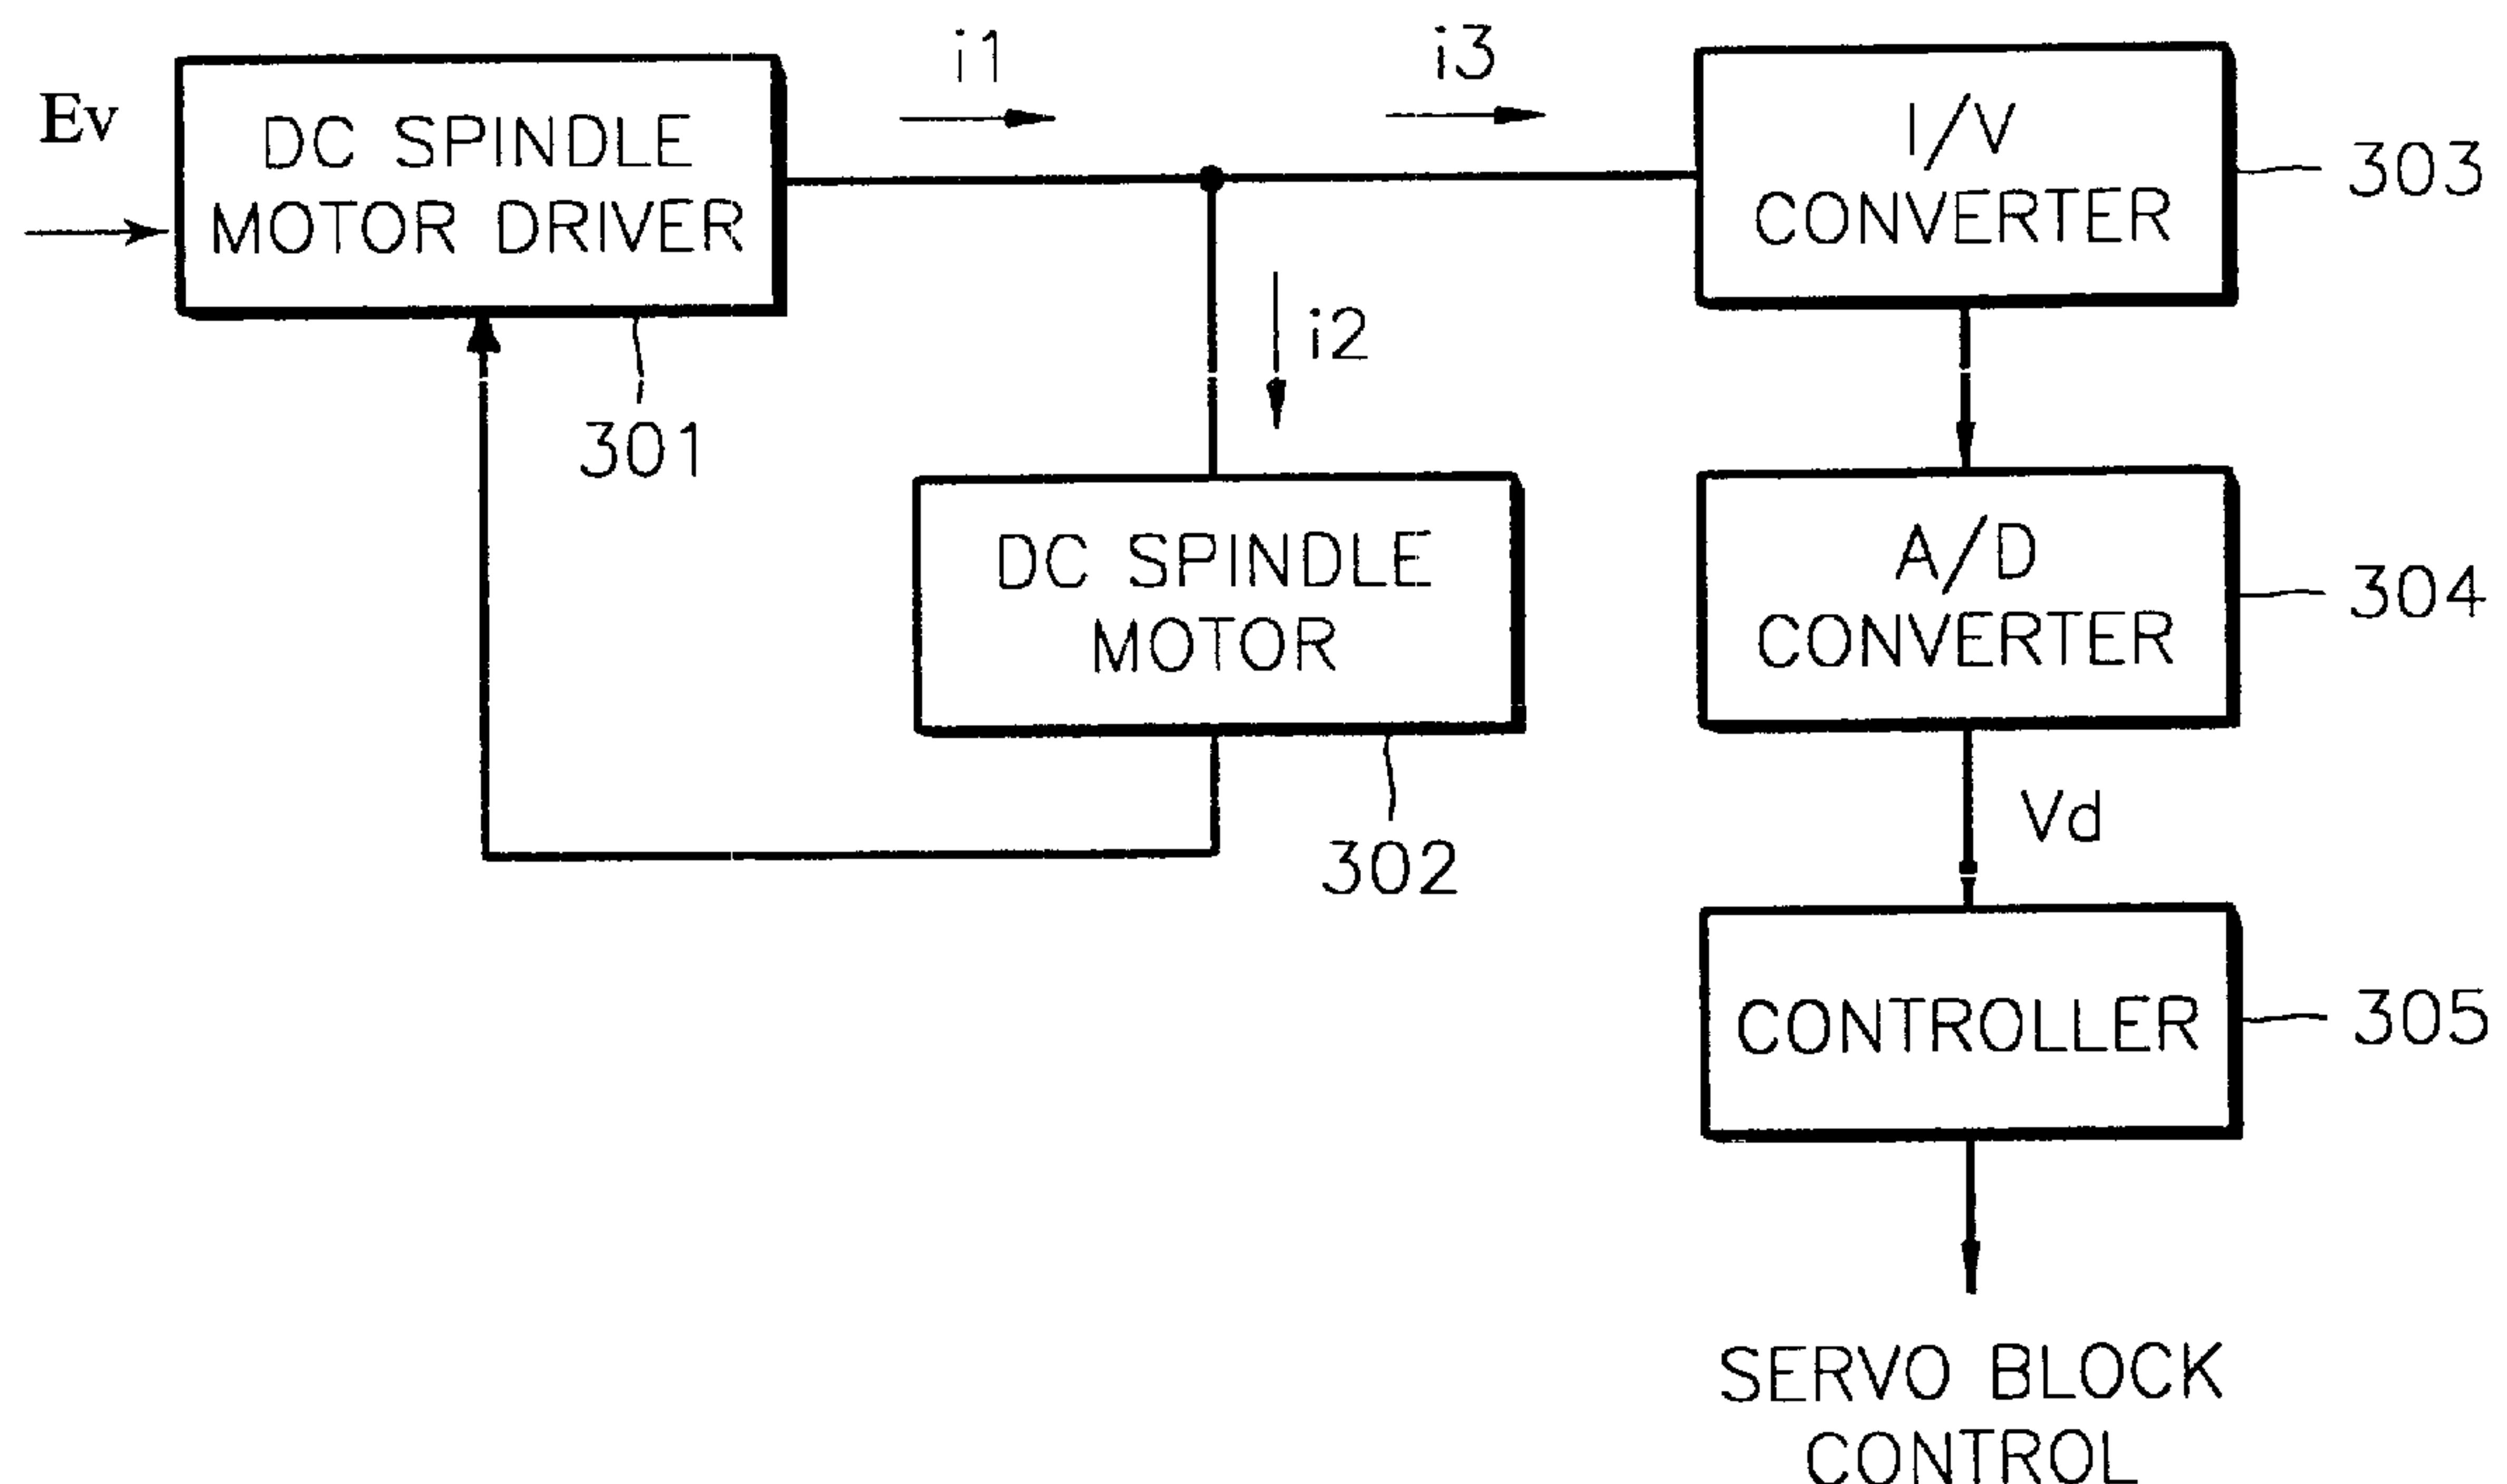 Ev
DC SPINDLE
MOTOR DRIVER
i1
i3
I/V
CONVERTER
303
301
i2
DC SPINDLE
MOTOR
302
A/D
CONVERTER
304
Vd
CONTROLLER
305
SERVO BLOCK
CONTROL